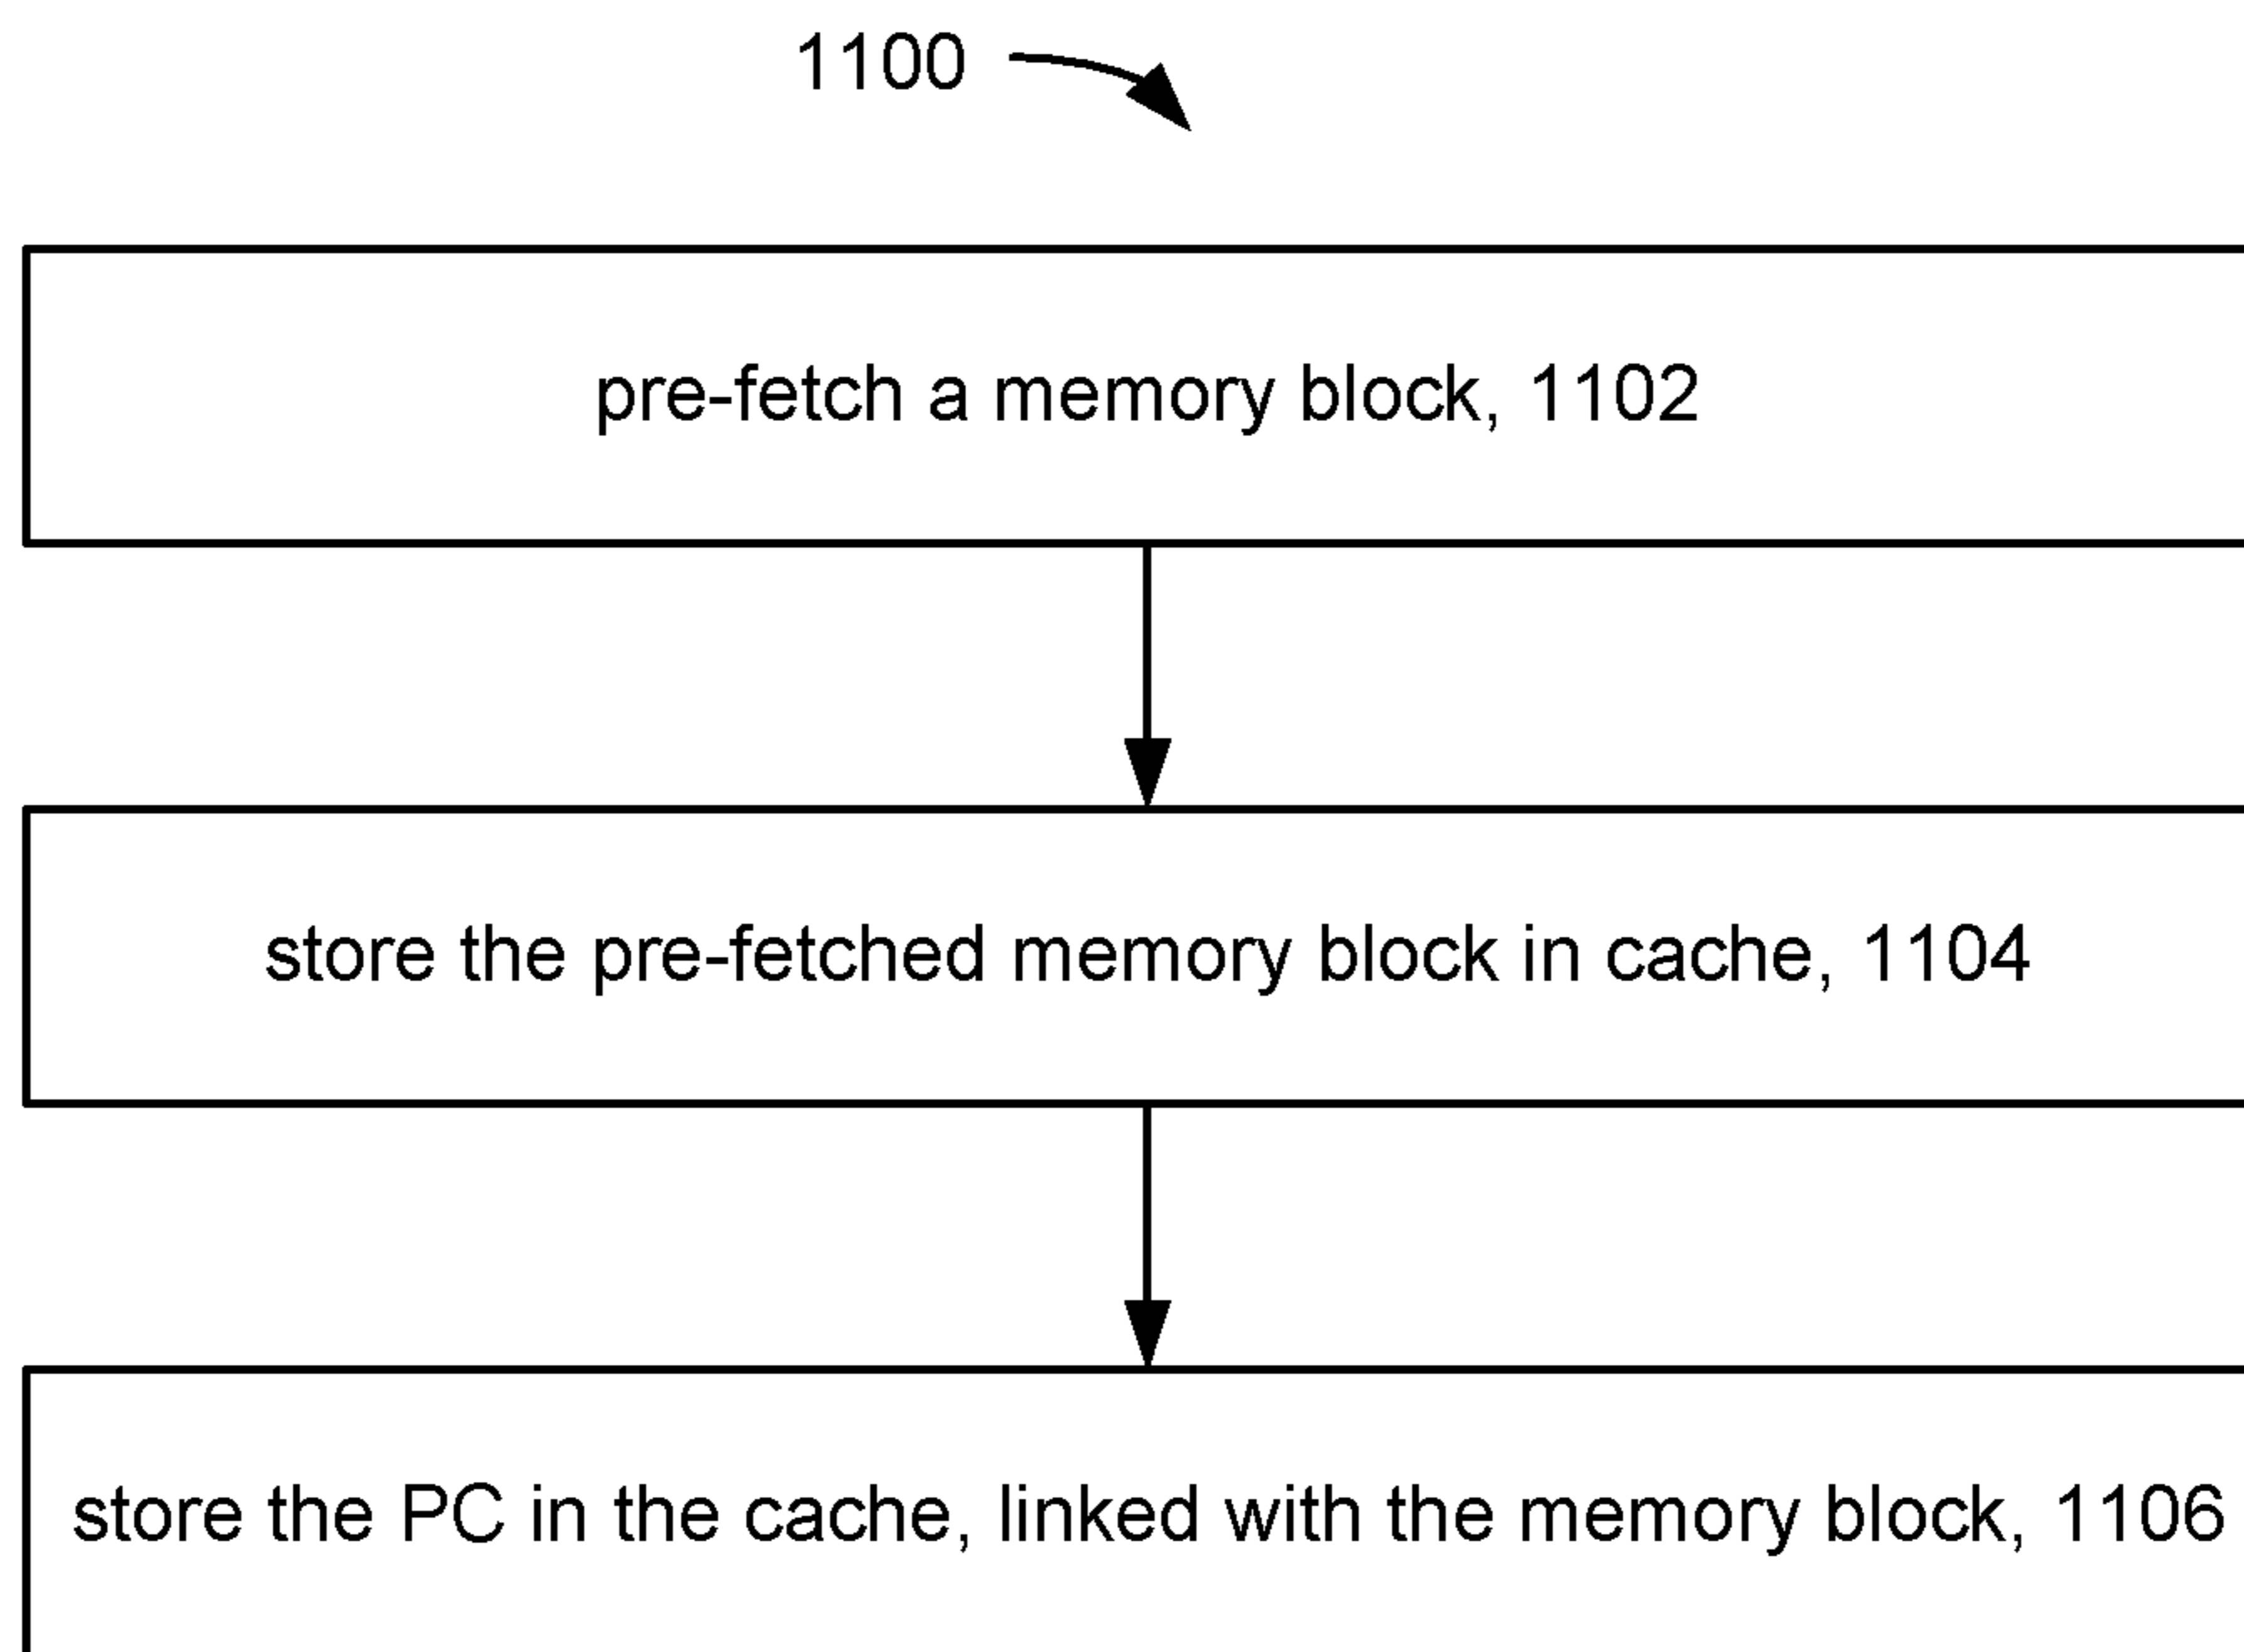 1100
pre-fetch a memory block, 1102
store the pre-fetched memory block in cache, 1104
store the PC in the cache, linked with the memory block, 1106